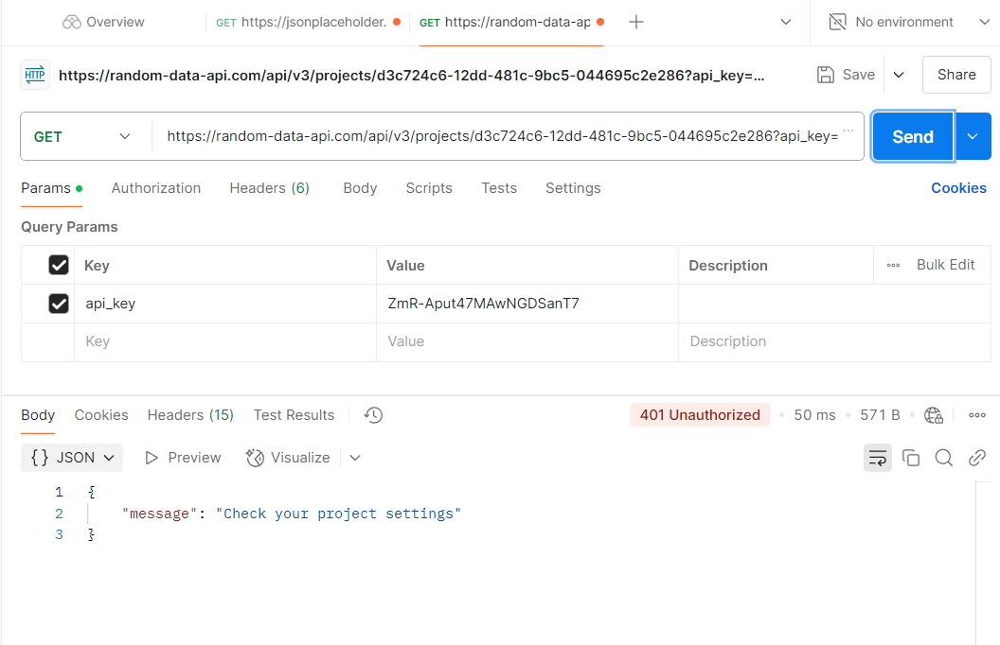 Overview
GET https://jsonplaceholder.
GET https://random-data-ap
No environment
HTTP https://random-data-api.com/api/v3/projects/d3c724c6-12dd-481c-9bc5-044695c2e286?api_key=...
Save
Share
GET
https://random-data-api.com/api/v3/projects/d3c724c6-12dd-481c-9bc5-044695c2e286?api_key= ...
Send
Params Authorization Headers (6) Body Scripts Tests Settings Cookies
Query Params
Key Value Description Bulk Edit
api_key ZmR-Aput47MAwNGDSanT7
Key Value Description
Body Cookies Headers (15) Test Results 401 Unauthorized 50 ms 571 B
{} JSON Preview Visualize
1 {
2 "message": "Check your project settings"
3 }